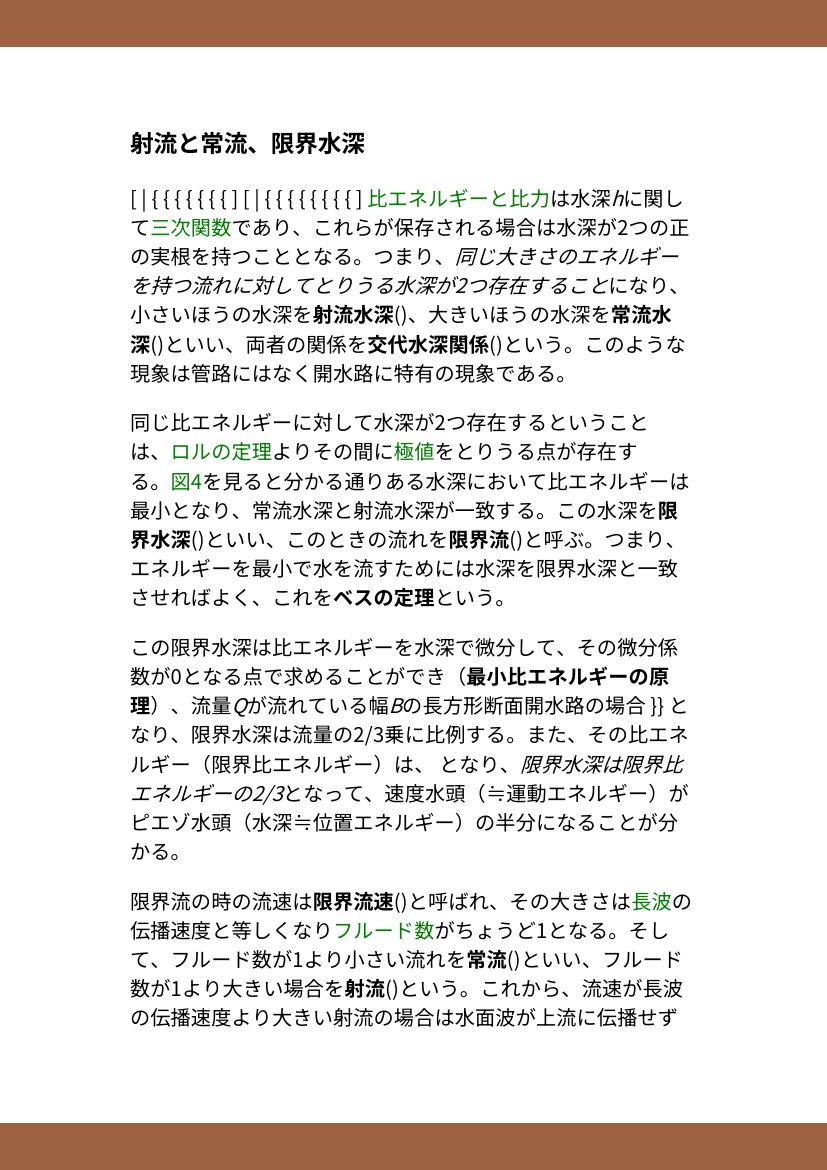 射流と常流、限界水深
[ | { { { { { { { ] [ | { { { { { { { { ] 比エネルギーと比力は水深hに関し
て三次関数であり、これらが保存される場合は水深が2つの正
の実根を持つこととなる。つまり、同じ大きさのエネルギー
を持つ流れに対してとりうる水深が2つ存在することになり、
小さいほうの水深を射流水深()、大きいほうの水深を常流水
深()といい、両者の関係を交代水深関係()という。このような
現象は管路にはなく開水路に特有の現象である。
同じ比エネルギーに対して水深が2つ存在するということ
は、ロルの定理よりその間に極値をとりうる点が存在す
る。図4を見ると分かる通りある水深において比エネルギーは
最小となり、常流水深と射流水深が一致する。この水深を限
界水深()といい、このときの流れを限界流()と呼ぶ。つまり、
エネルギーを最小で水を流すためには水深を限界水深と一致
させればよく、これをベスの定理という。
この限界水深は比エネルギーを水深で微分して、その微分係
数が0となる点で求めることができ（最小比エネルギーの原
理）、流量Qが流れている幅Bの長方形断面開水路の場合 }} と
なり、限界水深は流量の2/3乗に比例する。また、その比エネ
ルギー（限界比エネルギー）は、 となり、限界水深は限界比
エネルギーの2/3となって、速度水頭（≒運動エネルギー）が
ピエゾ水頭（水深≒位置エネルギー）の半分になることが分
かる。
限界流の時の流速は限界流速()と呼ばれ、その大きさは長波の
伝播速度と等しくなりフルード数がちょうど1となる。そし
て、フルード数が1より小さい流れを常流()といい、フルード
数が1より大きい場合を射流()という。これから、流速が長波
の伝播速度より大きい射流の場合は水面波が上流に伝播せず